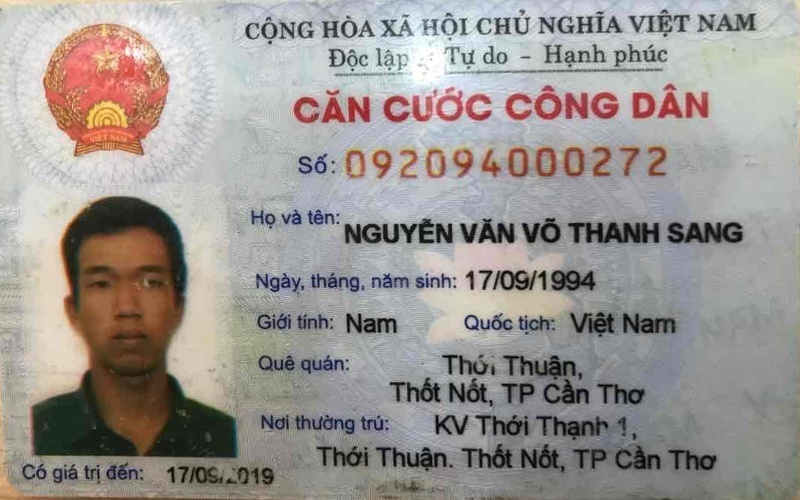 CỘNG HÒA XÃ HỘI CHỦ NGHĨA VIỆT NAM
Độc lập - Tự do - Hạnh phúc
CĂN CƯỚC CÔNG DÂN
Số: 092094000272
Họ và tên: NGUYỄN VĂN VÕ THANH SANG
Ngày, tháng, năm sinh: 17/09/1994
Giới tính: Nam Quốc tịch: Việt Nam
Quê quán: Thới Thuận,
Thốt Nốt, TP Cần Thơ
Nơi thường trú: KV Thới Thạnh 1,
Thới Thuận. Thốt Nốt, TP Cần Thơ
Có giá trị đến: 17/09/2019
VIỆT NAM